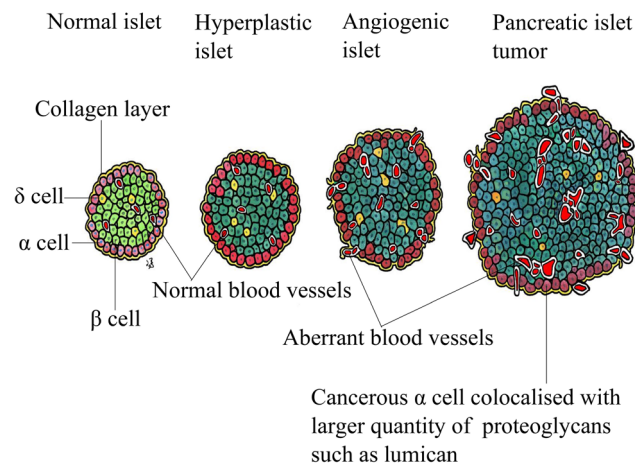 Normal islet
Hyperplastic
islet
Angiogenic
islet
Pancreatic islet
tumor
Collagen layer
δ cell
α cell
β cell
Normal blood vessels
Aberrant blood vessels
Cancerous α cell colocalised with
larger quantity of proteoglycans
such as lumican